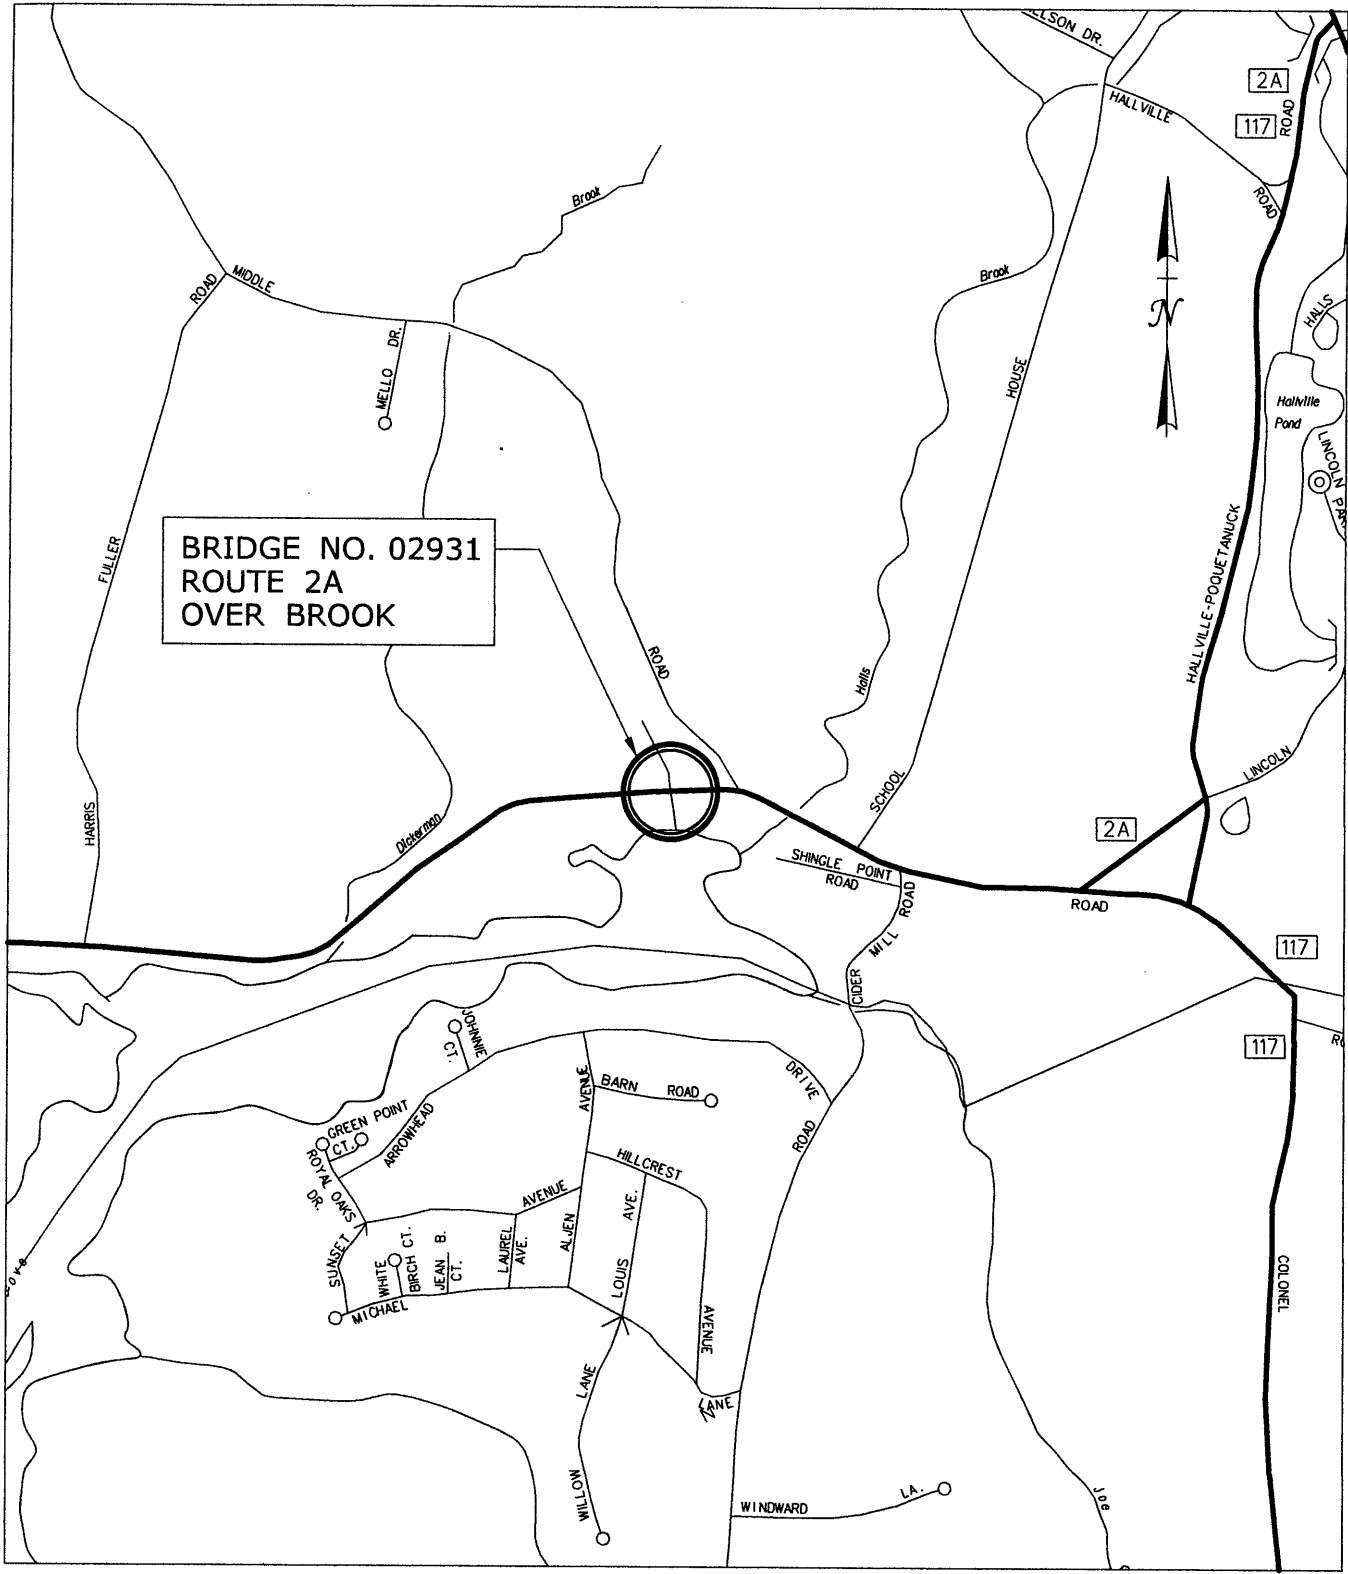 ELLSON DR.
2A
117
ROAD
HALLVILLE
ROAD
Brook
Brook
ROAD
MIDDLE
HALLS
MELLO DR.
HOUSE
N
Hallville
Pond
LINCOLN PAR
FULLER
BRIDGE NO. 02931
ROUTE 2A
OVER BROOK
HALLVILLE-POQUETANUCK
ROAD
Halls
LINCOLN
SCHOOL
HARRIS
Dickerman
2A
SHINGLE POINT
ROAD
ROAD
ROAD
MILL
117
CIDER
JOHNNIE
CT.
117
DRIVE
AVENUE
BARN ROAD
GREEN POINT
CT.
ARROWHEAD
ROAD
ROYAL OAKS
DR.
HILLCREST
AVENUE
AVE.
ALJEN
SUNSET
WHITE
BIRCH CT.
JEAN B.
CT.
LAUREL
AVE.
LOUIS
MICHAEL
COLONEL
AVENUE
LANE
LANE
WILLOW
WINDWARD
LA.
Joe